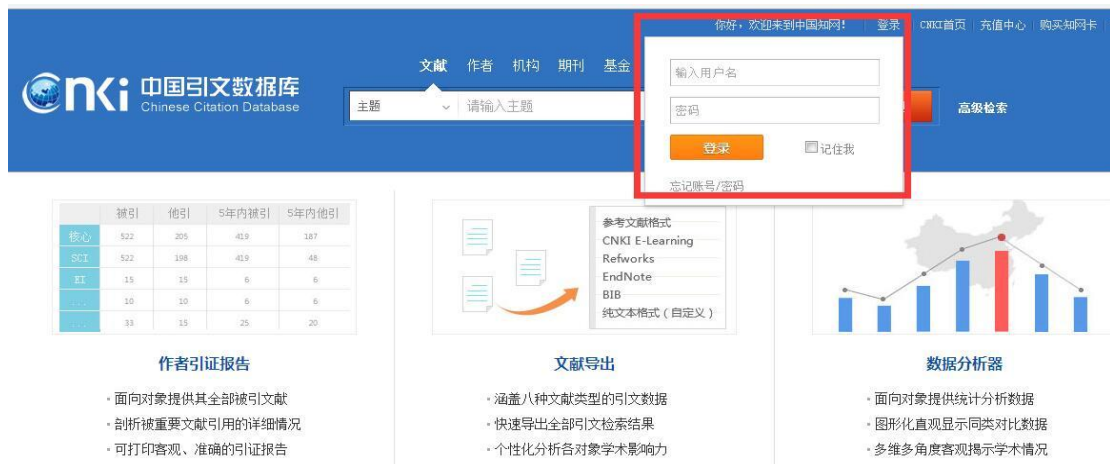 你好，欢迎来到中国知网！ 登录 CNKI首页 充值中心 购买知网卡
cnki 中国引文数据库
Chinese Citation Database
文献 作者 机构 期刊 基金
主题 请输入主题 高级检索
输入用户名
密码
登录 记住我
忘记账号/密码
被引 他引 5年内被引 5年内他引
核心 522 205 419 187
SCI 522 198 419 48
EI 15 15 6 6
... 10 10 6 6
... 33 15 25 20
参考文献格式
CNKI E-Learning
Refworks
EndNote
BIB
纯文本格式（自定义）
作者引证报告
面向对象提供其全部被引文献
剖析被重要文献引用的详细情况
可打印客观、准确的引证报告
文献导出
涵盖八种文献类型的引文数据
快速导出全部引文检索结果
个性化分析各对象学术影响力
数据分析器
面向对象提供统计分析数据
图形化直观显示同类对比数据
多维多角度客观揭示学术情况